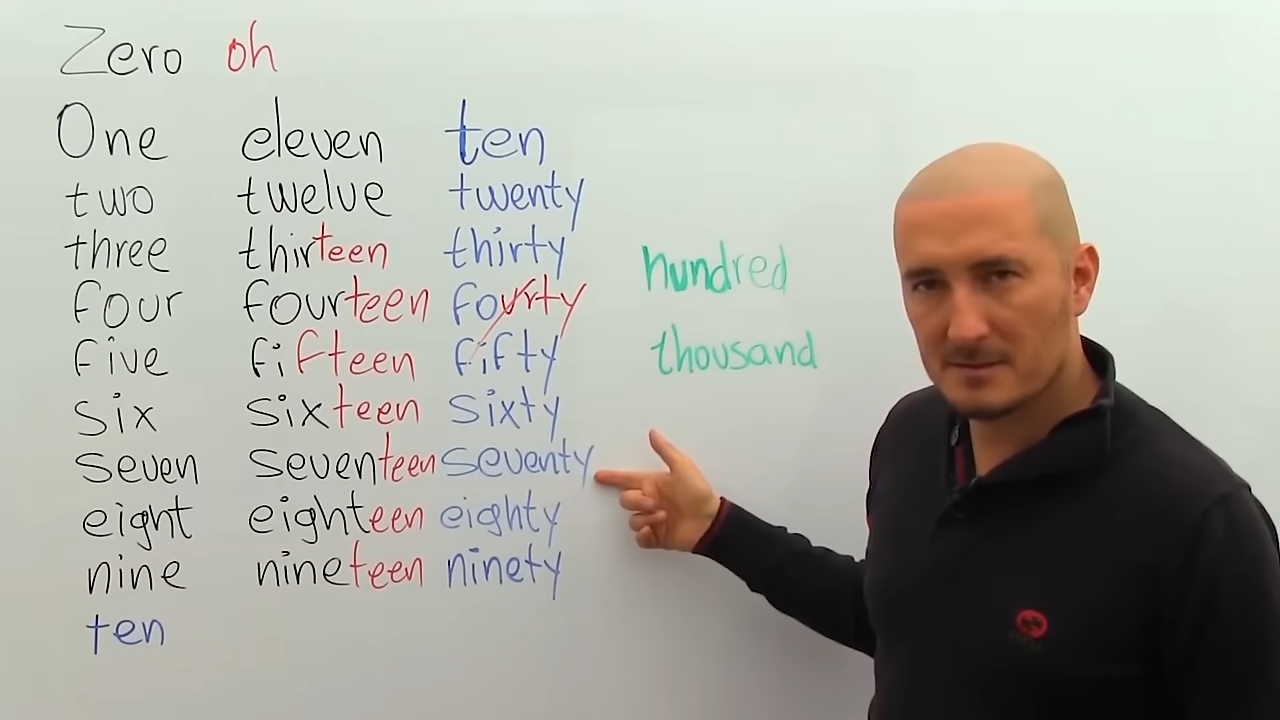 Zero oh
One eleven ten
two twelve twenty
three thirteen thirty
four fourteen fourty
five fifteen fifty
six sixteen sixty
seven seventeen seventy
eight eighteen eighty
nine nineteen ninety
ten
hundred
thousand